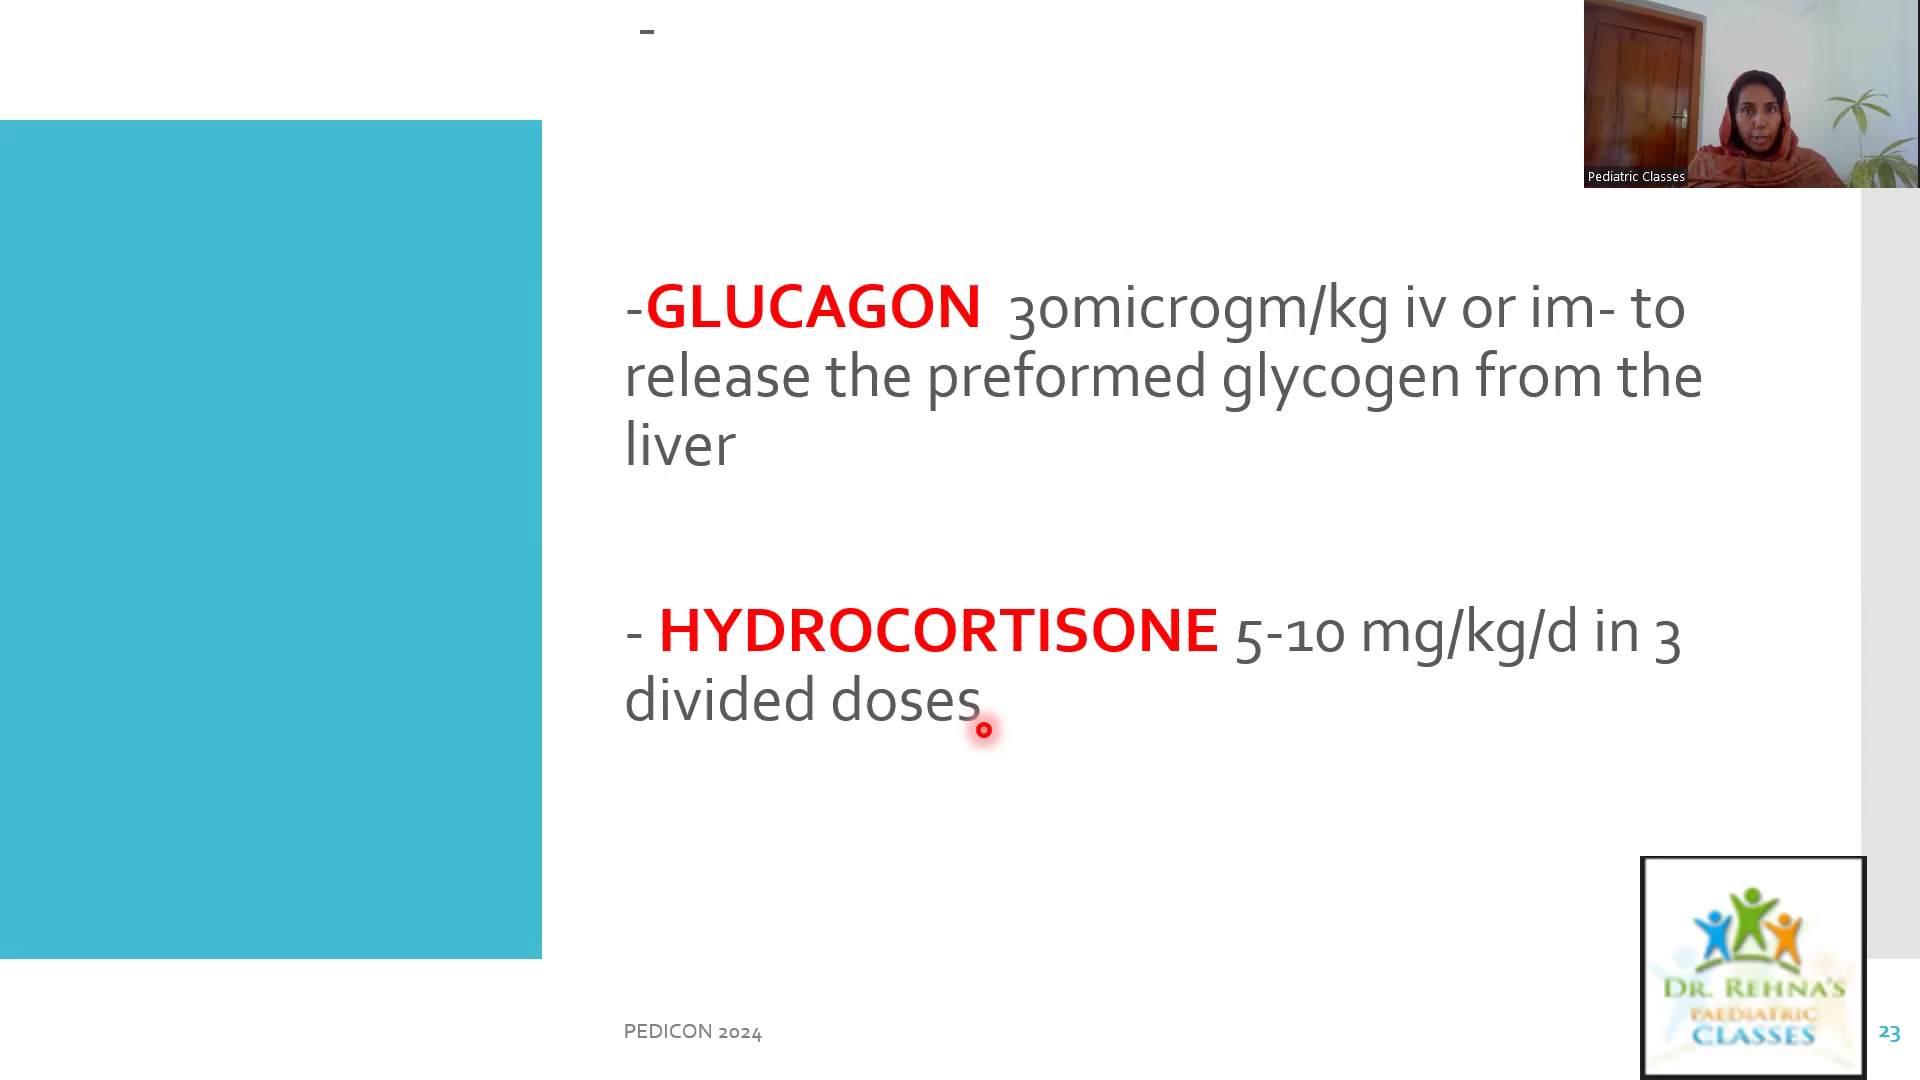 -
Pediatric Classes
-GLUCAGON 30microgm/kg iv or im- to
release the preformed glycogen from the
liver
- HYDROCORTISONE 5-10 mg/kg/d in 3
divided doses
DR. REHNA'S
PAEDIATRIC
CLASSES
PEDICON 2024
23